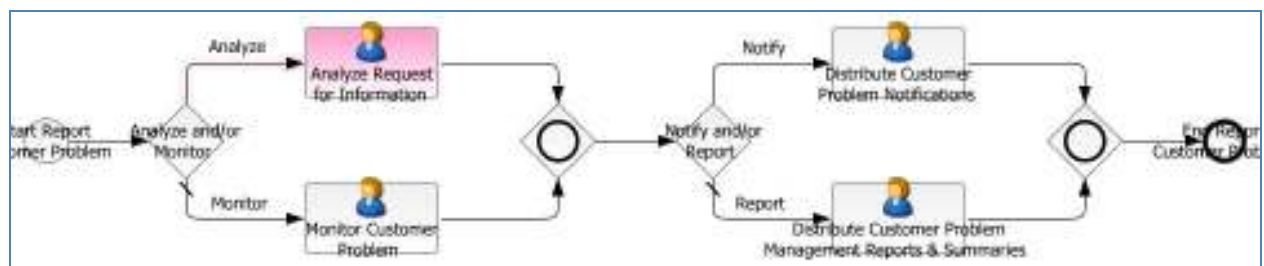 Analyze
Analyze Request
for Information
Notify
Distribute Customer
Problem Notifications
tart Report
omer Problem
Analyze and/or
Monitor
Notify and/or
Report
End Repor
Customer Prob
Monitor
Monitor Customer
Problem
Report
Distribute Customer Problem
Management Reports & Summaries